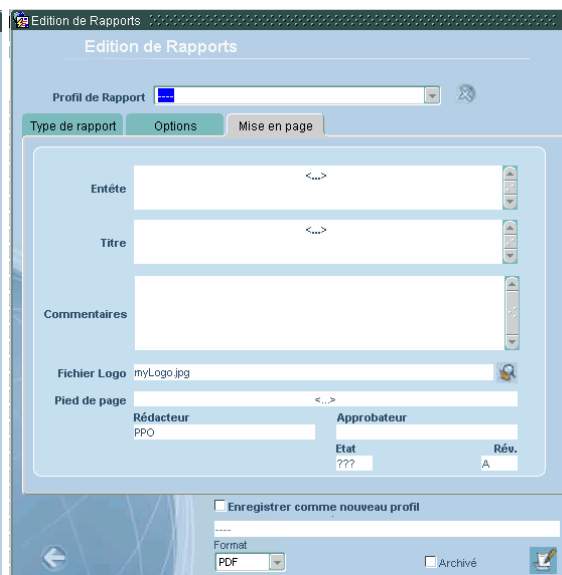 Edition de Rapports
Edition de Rapports
Profil de Rapport ----
Type de rapport Options Mise en page
Entéte <...>
Titre <...>
Commentaires
Fichier Logo myLogo.jpg
Pied de page <...>
Rédacteur Approbateur
PPO
Etat Rév.
??? A
Enregistrer comme nouveau profil
----
Format
PDF Archivé